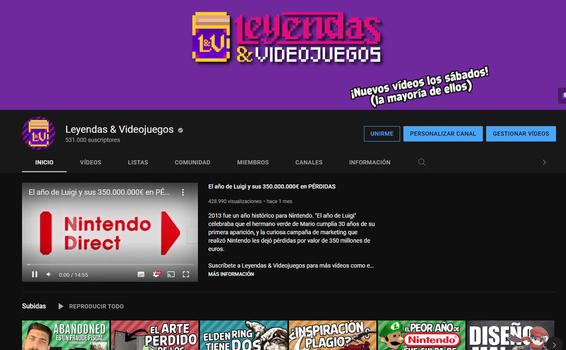 Leyendas
& VIDEOJUEGOS
L&V
¡Nuevos vídeos los sábados!
(la mayoría de ellos)
L&V
Leyendas & Videojuegos
531.000 suscriptores
UNIRME
PERSONALIZAR CANAL
GESTIONAR VÍDEOS
INICIO
VÍDEOS
LISTAS
COMUNIDAD
MIEMBROS
CANALES
INFORMACIÓN
El año de Luigi y sus 350.000.000€ en PÉ...
Nintendo
Direct
0:00 / 14:55
El año de Luigi y sus 350.000.000€ en PÉRDIDAS
428.990 visualizaciones • hace 1 mes
2013 fue un año histórico para Nintendo. "El año de Luigi"
celebraba que el hermano verde de Mario cumplía 30 años de su
primera aparición, y la curiosa campaña de marketing que
realizó Nintendo les dejó pérdidas por valor de 350 millones de
euros.
Suscríbete a Leyendas & Videojuegos para más vídeos como e...
MÁS INFORMACIÓN
Subidas
REPRODUCIR TODO
ABANDONED
ES UN FRAUDE FISCAL
EL ARTE
PERDIDO
DE LOS
ELDEN RING
TIENE DOS
¿INSPIRACIÓN
PLAGIO?
EL PEOR AÑO DE
Nintendo
DISEÑO